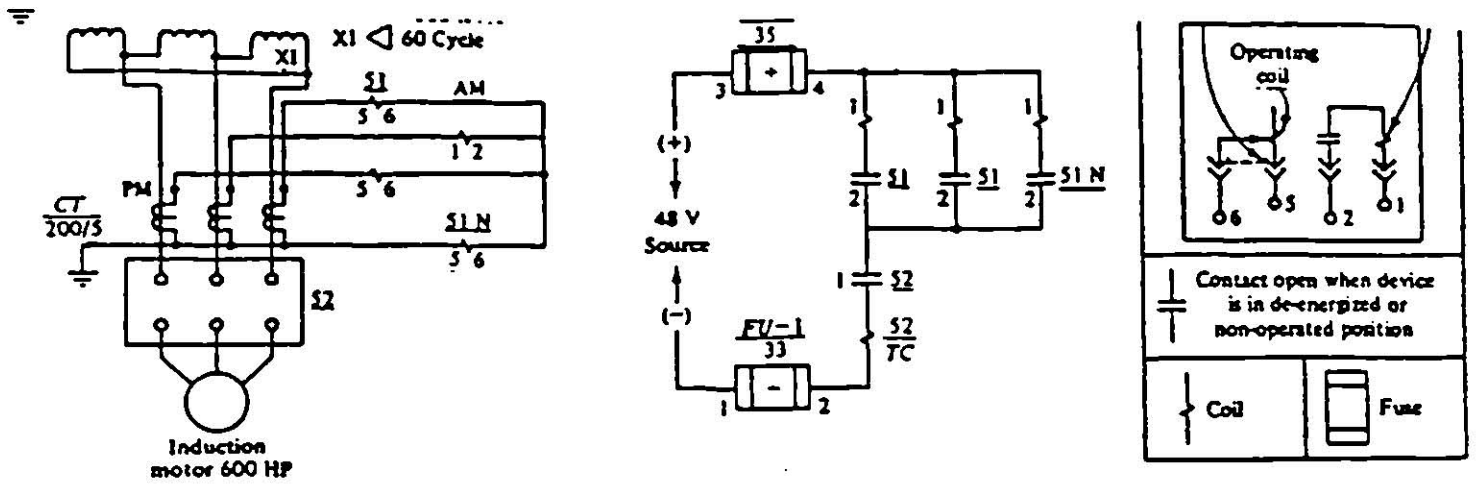 X1
X1 ◁ 60 Cycle
51
5 6
AM
1 2
5 6
PM
CT
200/5
51 N
5 6
52
Induction
motor 600 HP
35
3 + 4
(+)
48 V
Source
(-)
1 1 1
51 51 51 N
2 2 2
1 52
52
TC
FU-1
33
1 - 2
Operating
coil
6 5 2 1
Contact open when device
is in de-energized or
non-operated position
Coil
Fuse